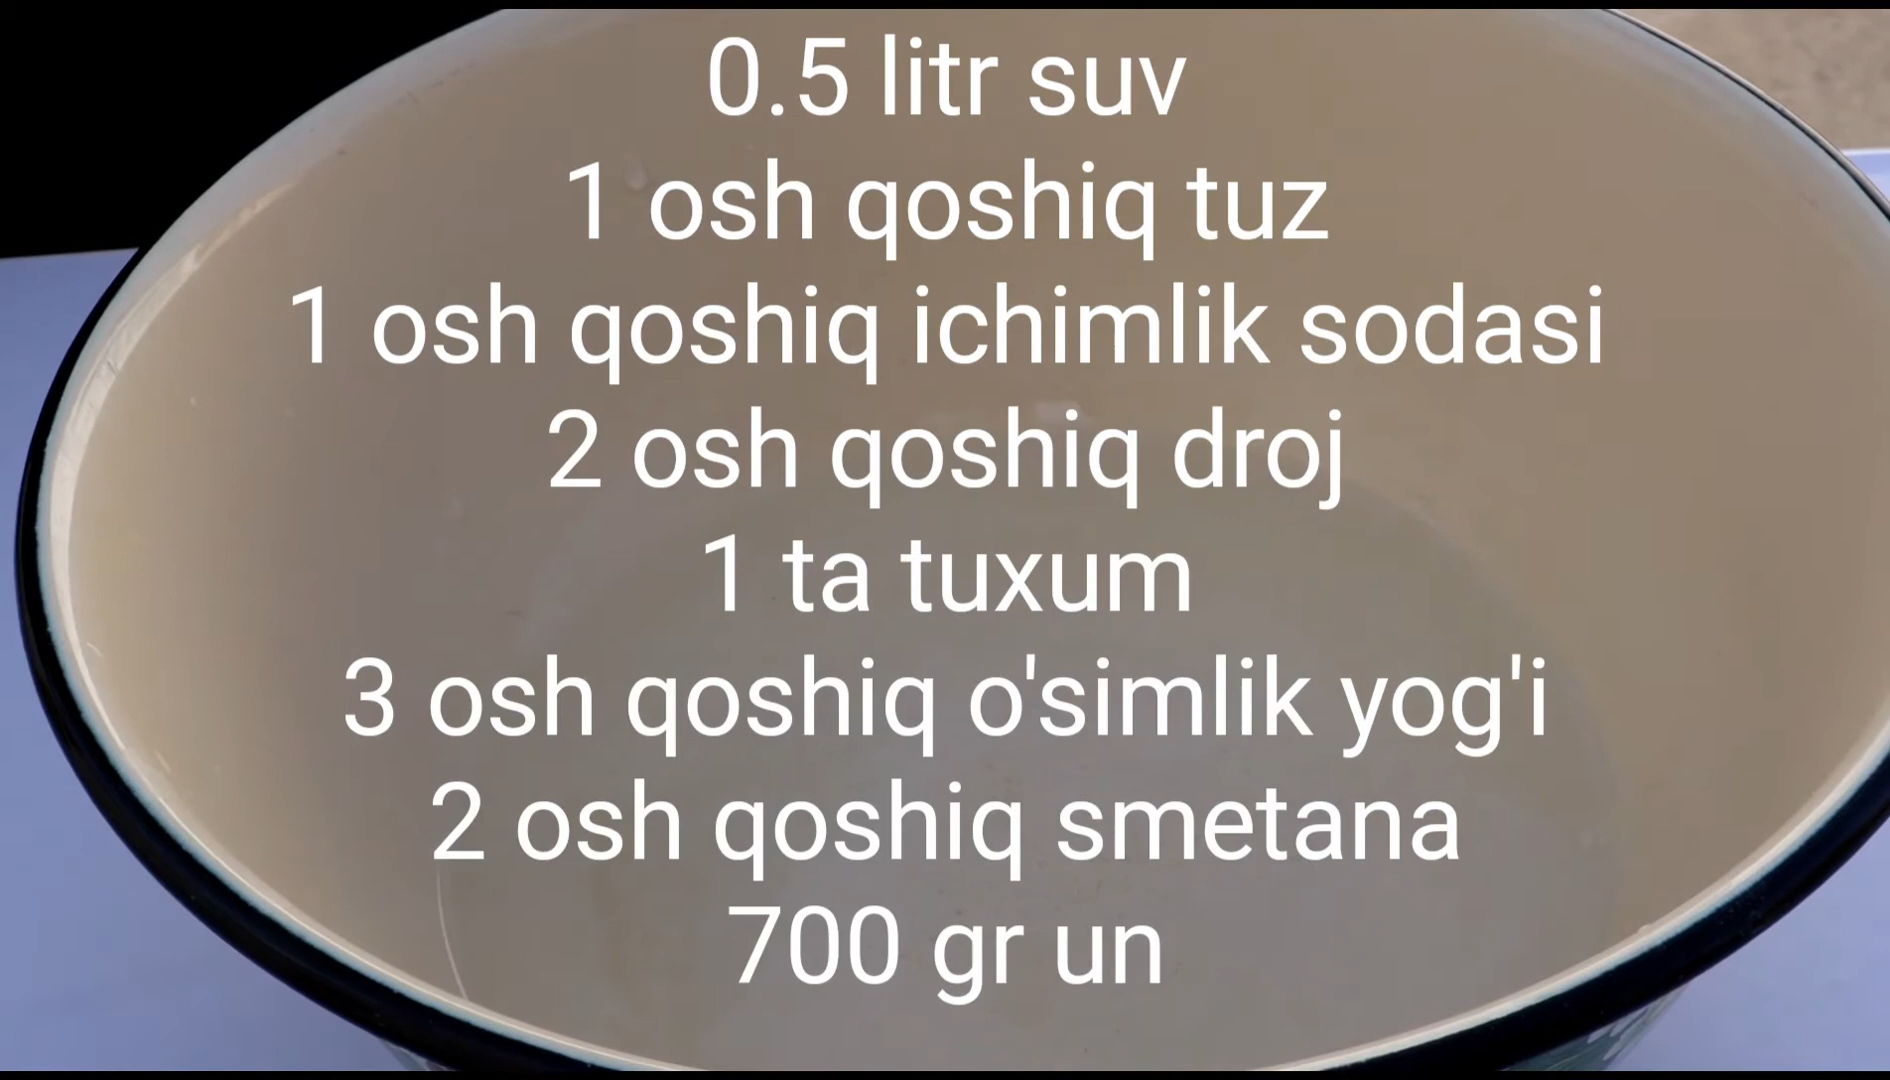 0.5 litr suv
1 osh qoshiq tuz
1 osh qoshiq ichimlik sodasi
2 osh qoshiq droj
1 ta tuxum
3 osh qoshiq o'simlik yog'i
2 osh qoshiq smetana
700 gr un